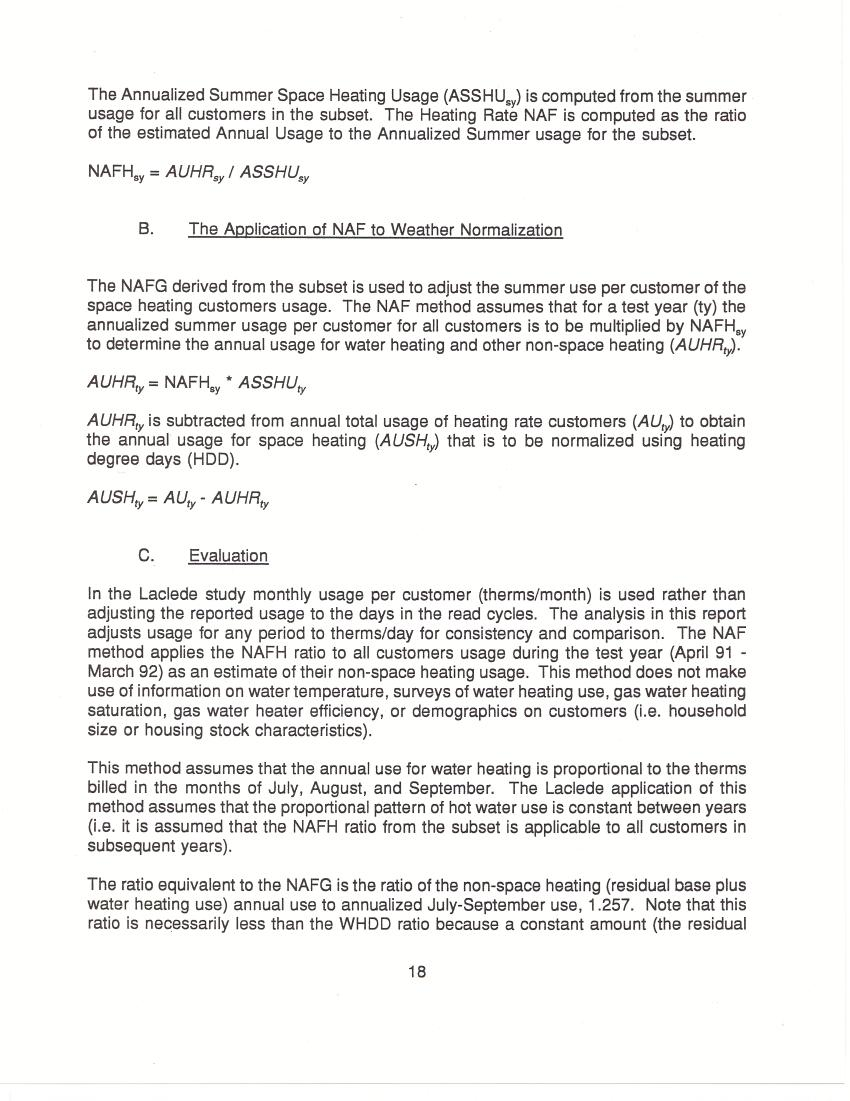 The Annualized Summer Space Heating Usage (ASSHUsy) is computed from the summer
usage for all customers in the subset. The Heating Rate NAF is computed as the ratio
of the estimated Annual Usage to the Annualized Summer usage for the subset.
NAFHsy = AUHRsy / ASSHUsy
B. The Application of NAF to Weather Normalization
The NAFG derived from the subset is used to adjust the summer use per customer of the
space heating customers usage. The NAF method assumes that for a test year (ty) the
annualized summer usage per customer for all customers is to be multiplied by NAFHsy
to determine the annual usage for water heating and other non-space heating (AUHRty).
AUHRty = NAFHsy * ASSHUty
AUHRty is subtracted from annual total usage of heating rate customers (AUty) to obtain
the annual usage for space heating (AUSHty) that is to be normalized using heating
degree days (HDD).
AUSHty = AUty - AUHRty
C. Evaluation
In the Laclede study monthly usage per customer (therms/month) is used rather than
adjusting the reported usage to the days in the read cycles. The analysis in this report
adjusts usage for any period to therms/day for consistency and comparison. The NAF
method applies the NAFH ratio to all customers usage during the test year (April 91 -
March 92) as an estimate of their non-space heating usage. This method does not make
use of information on water temperature, surveys of water heating use, gas water heating
saturation, gas water heater efficiency, or demographics on customers (i.e. household
size or housing stock characteristics).
This method assumes that the annual use for water heating is proportional to the therms
billed in the months of July, August, and September. The Laclede application of this
method assumes that the proportional pattern of hot water use is constant between years
(i.e. it is assumed that the NAFH ratio from the subset is applicable to all customers in
subsequent years).
The ratio equivalent to the NAFG is the ratio of the non-space heating (residual base plus
water heating use) annual use to annualized July-September use, 1.257. Note that this
ratio is necessarily less than the WHDD ratio because a constant amount (the residual
18